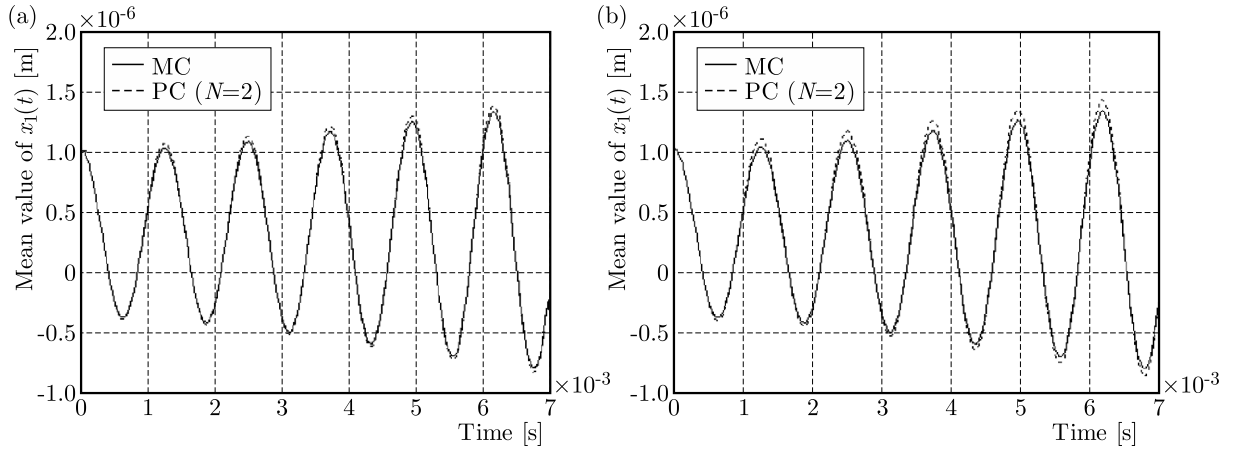 (a)
×10⁻⁶
2.0
1.5
1.0
0.5
0
-0.5
-1.0
Mean value of x₁(t) [m]
MC
PC (N=2)
0 1 2 3 4 5 6 7
×10⁻³
Time [s]
(b)
×10⁻⁶
2.0
1.5
1.0
0.5
0
-0.5
-1.0
Mean value of x₁(t) [m]
MC
PC (N=2)
0 1 2 3 4 5 6 7
×10⁻³
Time [s]